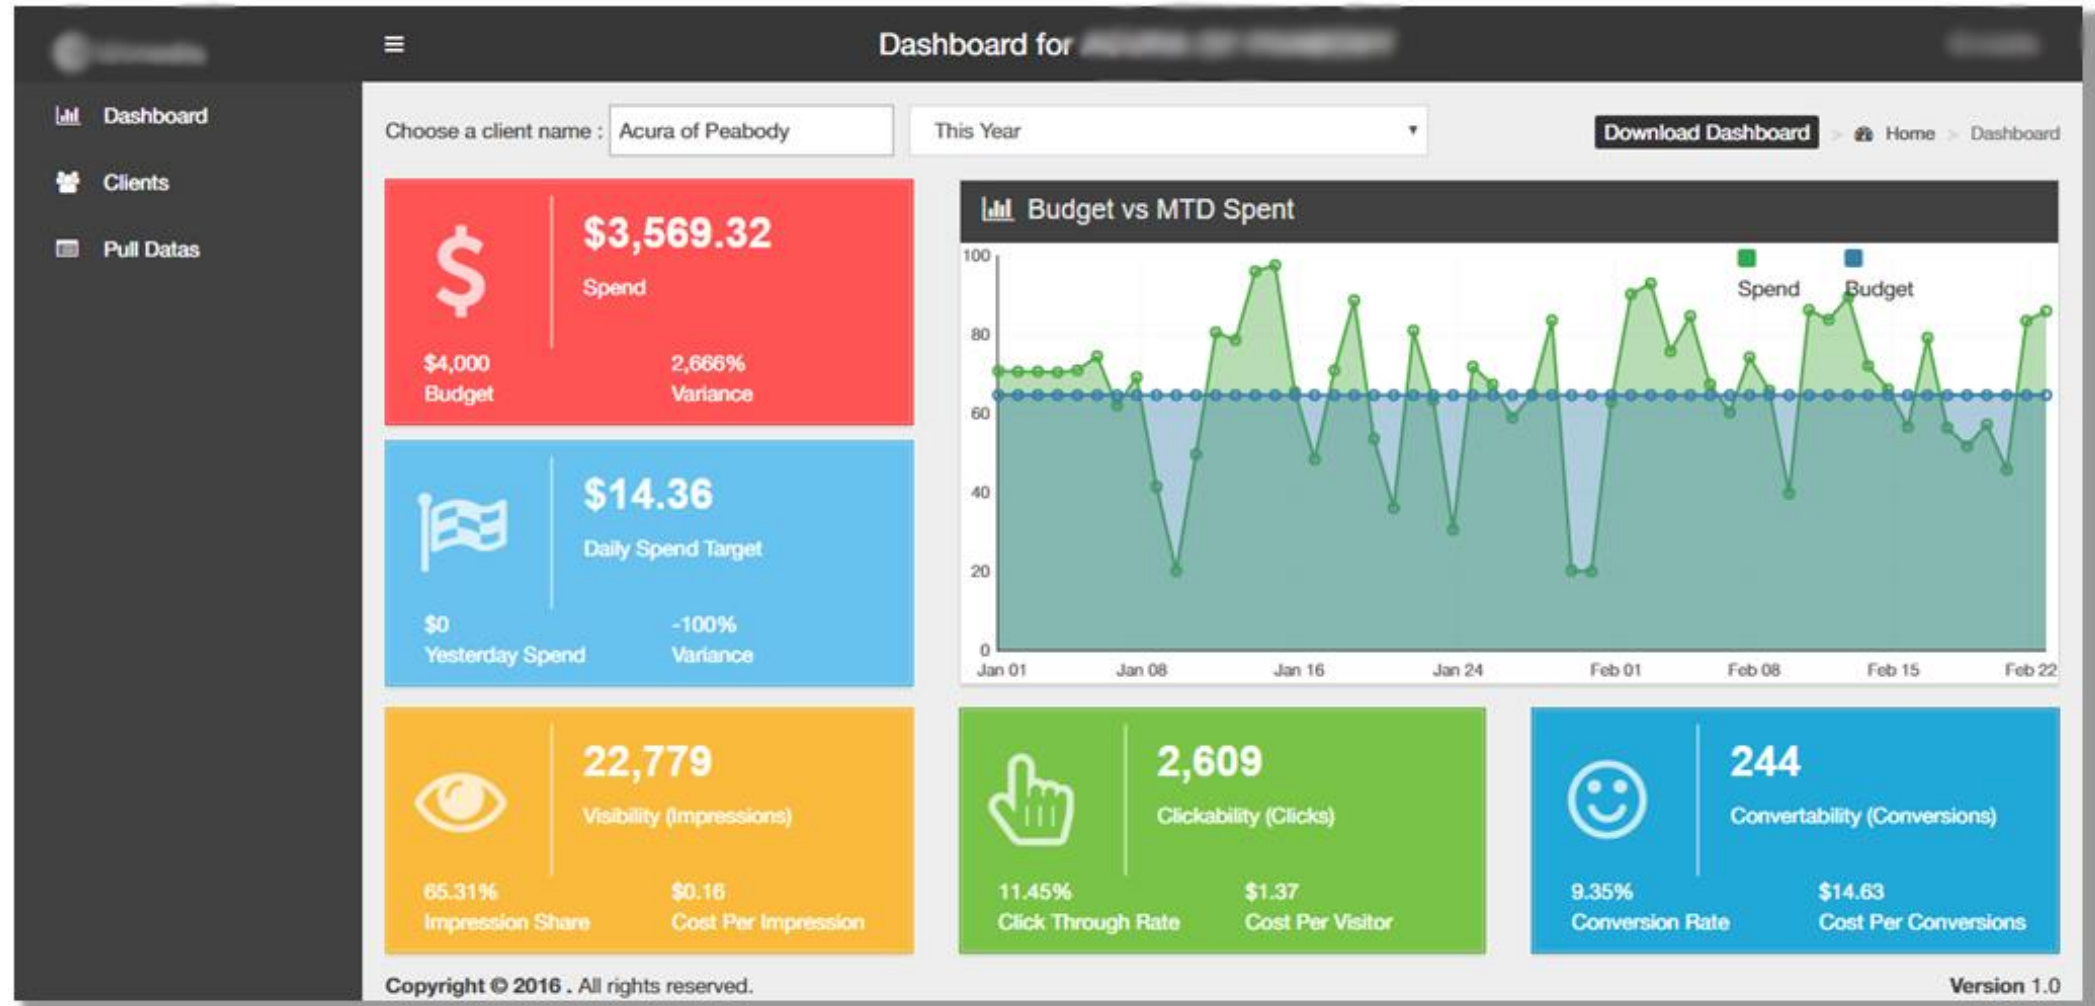 Dashboard for
Dashboard
Clients
Pull Datas
Choose a client name : Acura of Peabody
This Year
Download Dashboard > Home > Dashboard
$3,569.32
Spend
$4,000
Budget
2,666%
Variance
Budget vs MTD Spent
Spend
Budget
100
80
60
40
20
0
Jan 01 Jan 08 Jan 16 Jan 24 Feb 01 Feb 08 Feb 15 Feb 22
$14.36
Daily Spend Target
$0
Yesterday Spend
-100%
Variance
22,779
Visibility (Impressions)
65.31%
Impression Share
$0.16
Cost Per Impression
2,609
Clickability (Clicks)
11.45%
Click Through Rate
$1.37
Cost Per Visitor
244
Convertability (Conversions)
9.35%
Conversion Rate
$14.63
Cost Per Conversions
Copyright © 2016 . All rights reserved.
Version 1.0